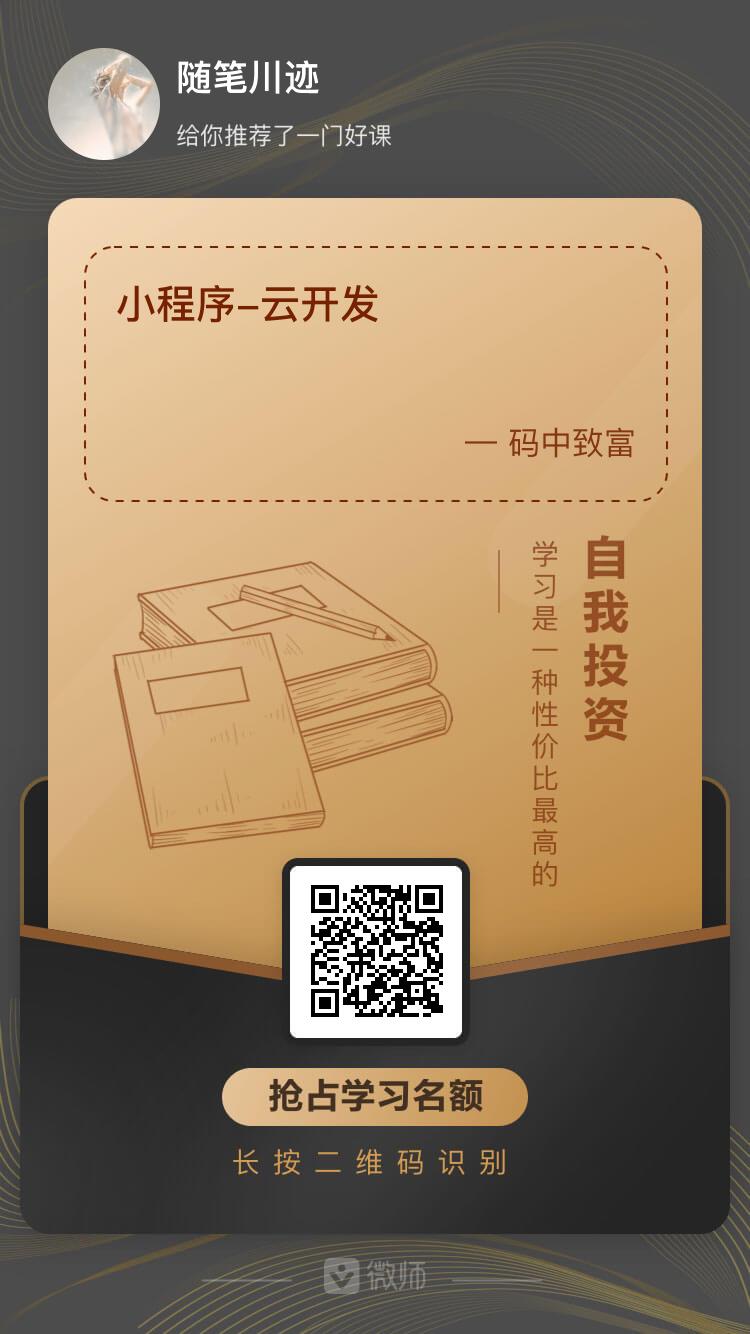 随笔川迹
给你推荐了一门好课
小程序–云开发
— 码中致富
自我投资
学习是一种性价比最高的
抢占学习名额
长按二维码识别
微师